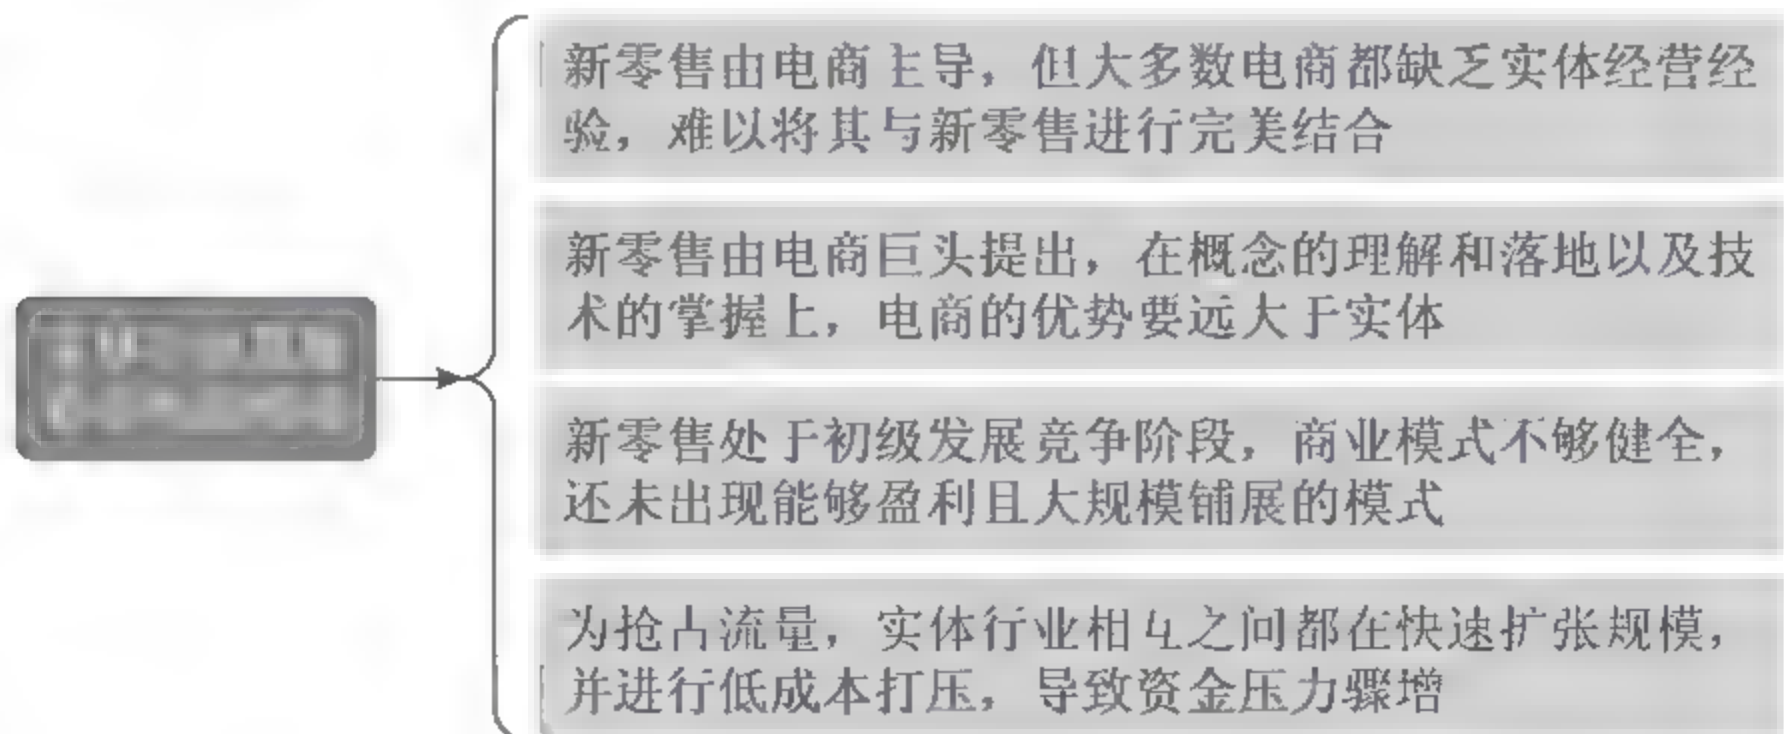 新零售由电商主导，但大多数电商都缺乏实体经营经
验，难以将其与新零售进行完美结合
新零售由电商巨头提出，在概念的理解和落地以及技
术的掌握上，电商的优势要远大于实体
新零售处于初级发展竞争阶段，商业模式不够健全，
还未出现能够盈利且大规模铺展的模式
为抢占流量，实体行业相互之间都在快速扩张规模，
并进行低成本打压，导致资金压力骤增